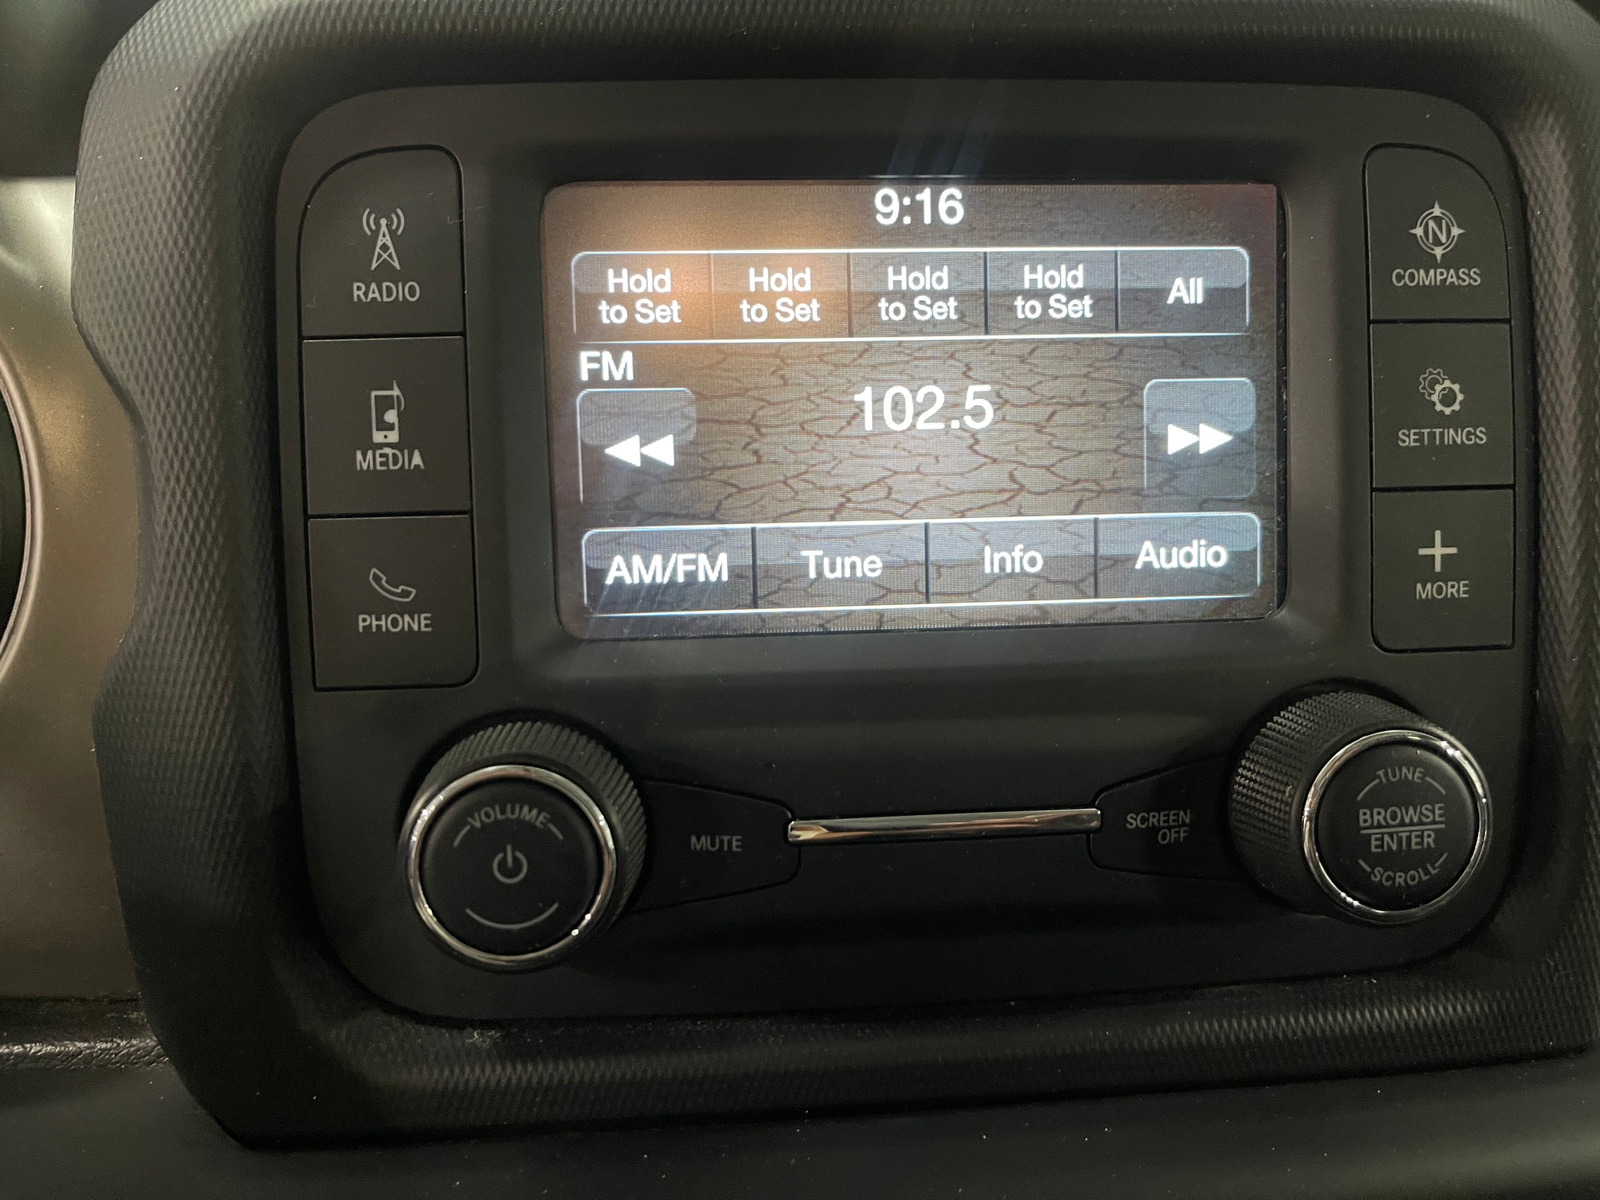 9:16
Hold
to Set
Hold
to Set
Hold
to Set
Hold
to Set
All
FM
102.5
AM/FM
Tune
Info
Audio
RADIO
MEDIA
PHONE
N
COMPASS
SETTINGS
MORE
VOLUME
MUTE
SCREEN
OFF
TUNE
BROWSE
ENTER
SCROLL